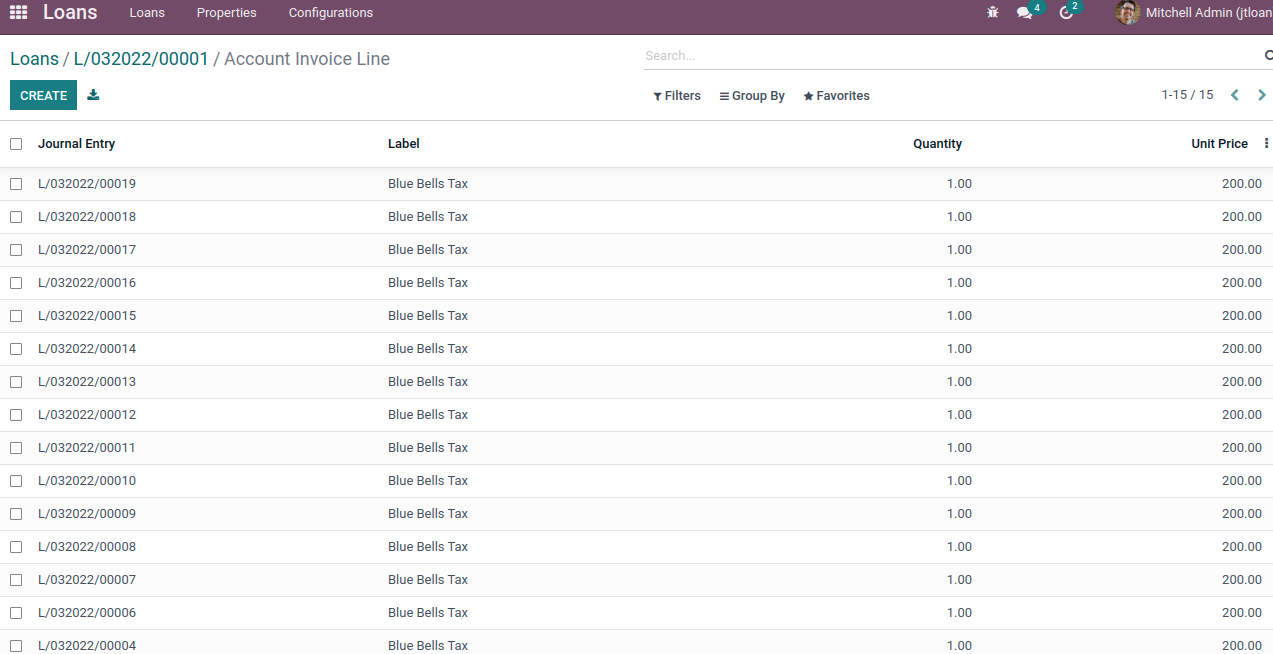 Loans Loans Properties Configurations 4 2 Mitchell Admin (jtloan
Loans / L/032022/00001 / Account Invoice Line Search...
CREATE Filters Group By Favorites 1-15 / 15
Journal Entry Label Quantity Unit Price
L/032022/00019 Blue Bells Tax 1.00 200.00
L/032022/00018 Blue Bells Tax 1.00 200.00
L/032022/00017 Blue Bells Tax 1.00 200.00
L/032022/00016 Blue Bells Tax 1.00 200.00
L/032022/00015 Blue Bells Tax 1.00 200.00
L/032022/00014 Blue Bells Tax 1.00 200.00
L/032022/00013 Blue Bells Tax 1.00 200.00
L/032022/00012 Blue Bells Tax 1.00 200.00
L/032022/00011 Blue Bells Tax 1.00 200.00
L/032022/00010 Blue Bells Tax 1.00 200.00
L/032022/00009 Blue Bells Tax 1.00 200.00
L/032022/00008 Blue Bells Tax 1.00 200.00
L/032022/00007 Blue Bells Tax 1.00 200.00
L/032022/00006 Blue Bells Tax 1.00 200.00
L/032022/00004 Blue Bells Tax 1.00 200.00